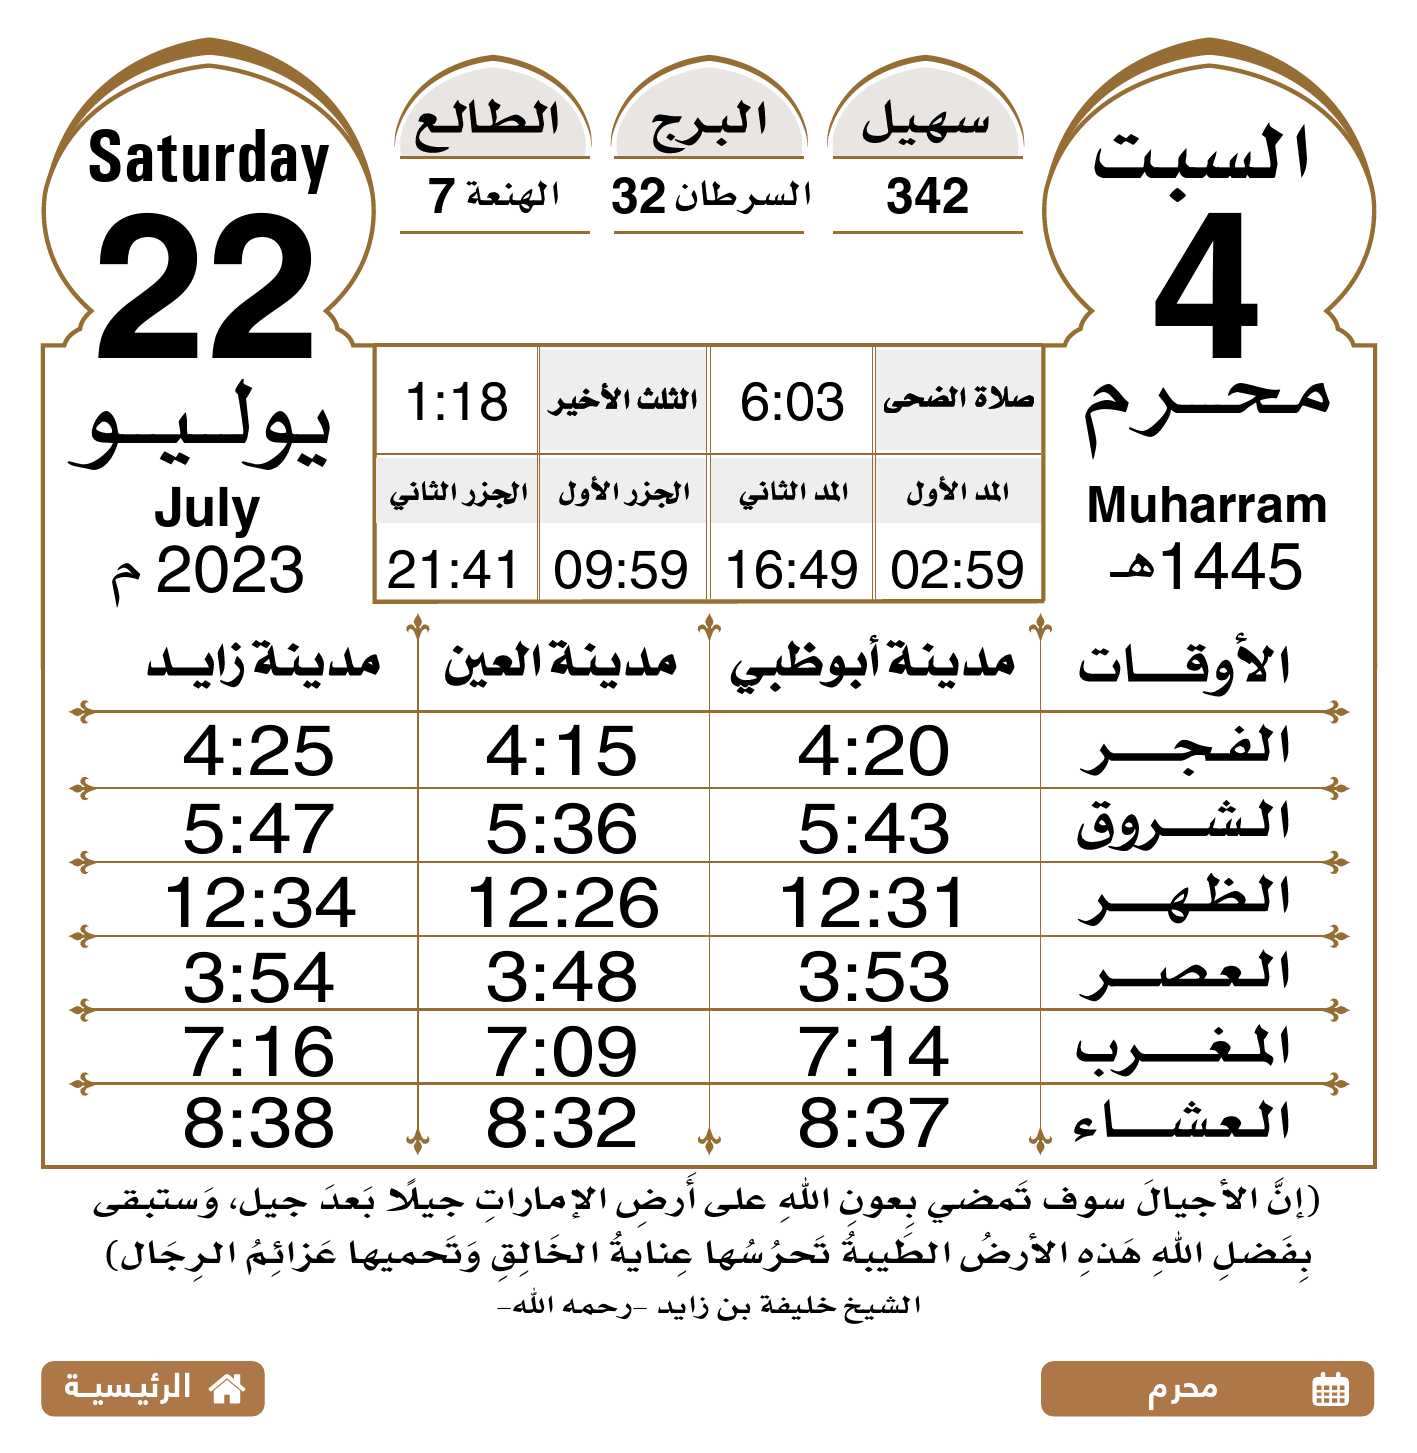 السبت
4
محرم
Muharram
1445هـ
سهيل
342
البرج
السرطان 32
الطالع
الهنعة 7
Saturday
22
يوليو
July
2023 م
صلاة الضحى 6:03 الثلث الأخير 1:18
المد الأول المد الثاني الجزر الأول الجزر الثاني
02:59 16:49 09:59 21:41
الأوقات مدينة أبوظبي مدينة العين مدينة زايد
الفجر 4:20 4:15 4:25
الشروق 5:43 5:36 5:47
الظهر 12:31 12:26 12:34
العصر 3:53 3:48 3:54
المغرب 7:14 7:09 7:16
العشاء 8:37 8:32 8:38
(إنَّ الأجيالَ سوف تَمضي بِعونِ اللهِ على أَرضِ الإماراتِ جيلًا بَعدَ جيل، وَستبقى
بِفَضلِ اللهِ هَذهِ الأرضُ الطَيبةُ تَحرُسُها عِنايةُ الخَالِقِ وَتَحميها عَزائِمُ الرِجَال)
الشيخ خليفة بن زايد -رحمه الله-
محرم
الرئيسية